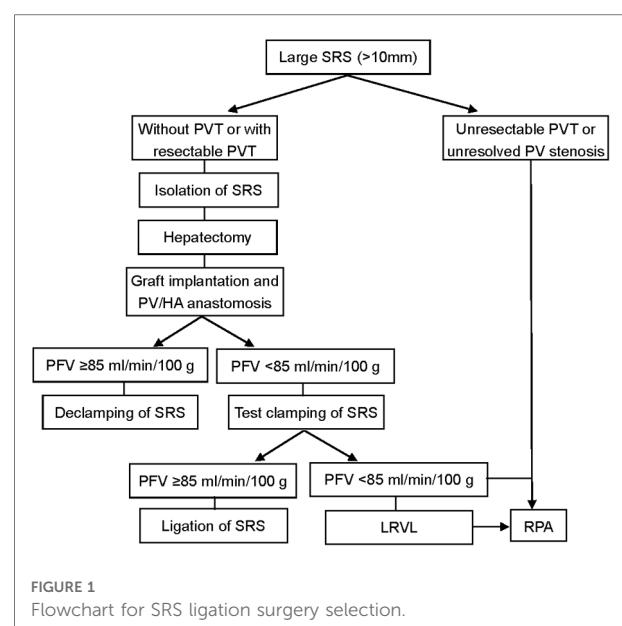 Large SRS (>10mm)
Without PVT or with
resectable PVT
Unresectable PVT or
unresolved PV stenosis
Isolation of SRS
Hepatectomy
Graft implantation and
PV/HA anastomosis
PFV ≥85 ml/min/100 g
PFV <85 ml/min/100 g
Declamping of SRS
Test clamping of SRS
PFV ≥85 ml/min/100 g
PFV <85 ml/min/100 g
Ligation of SRS
LRVL
RPA
FIGURE 1
Flowchart for SRS ligation surgery selection.